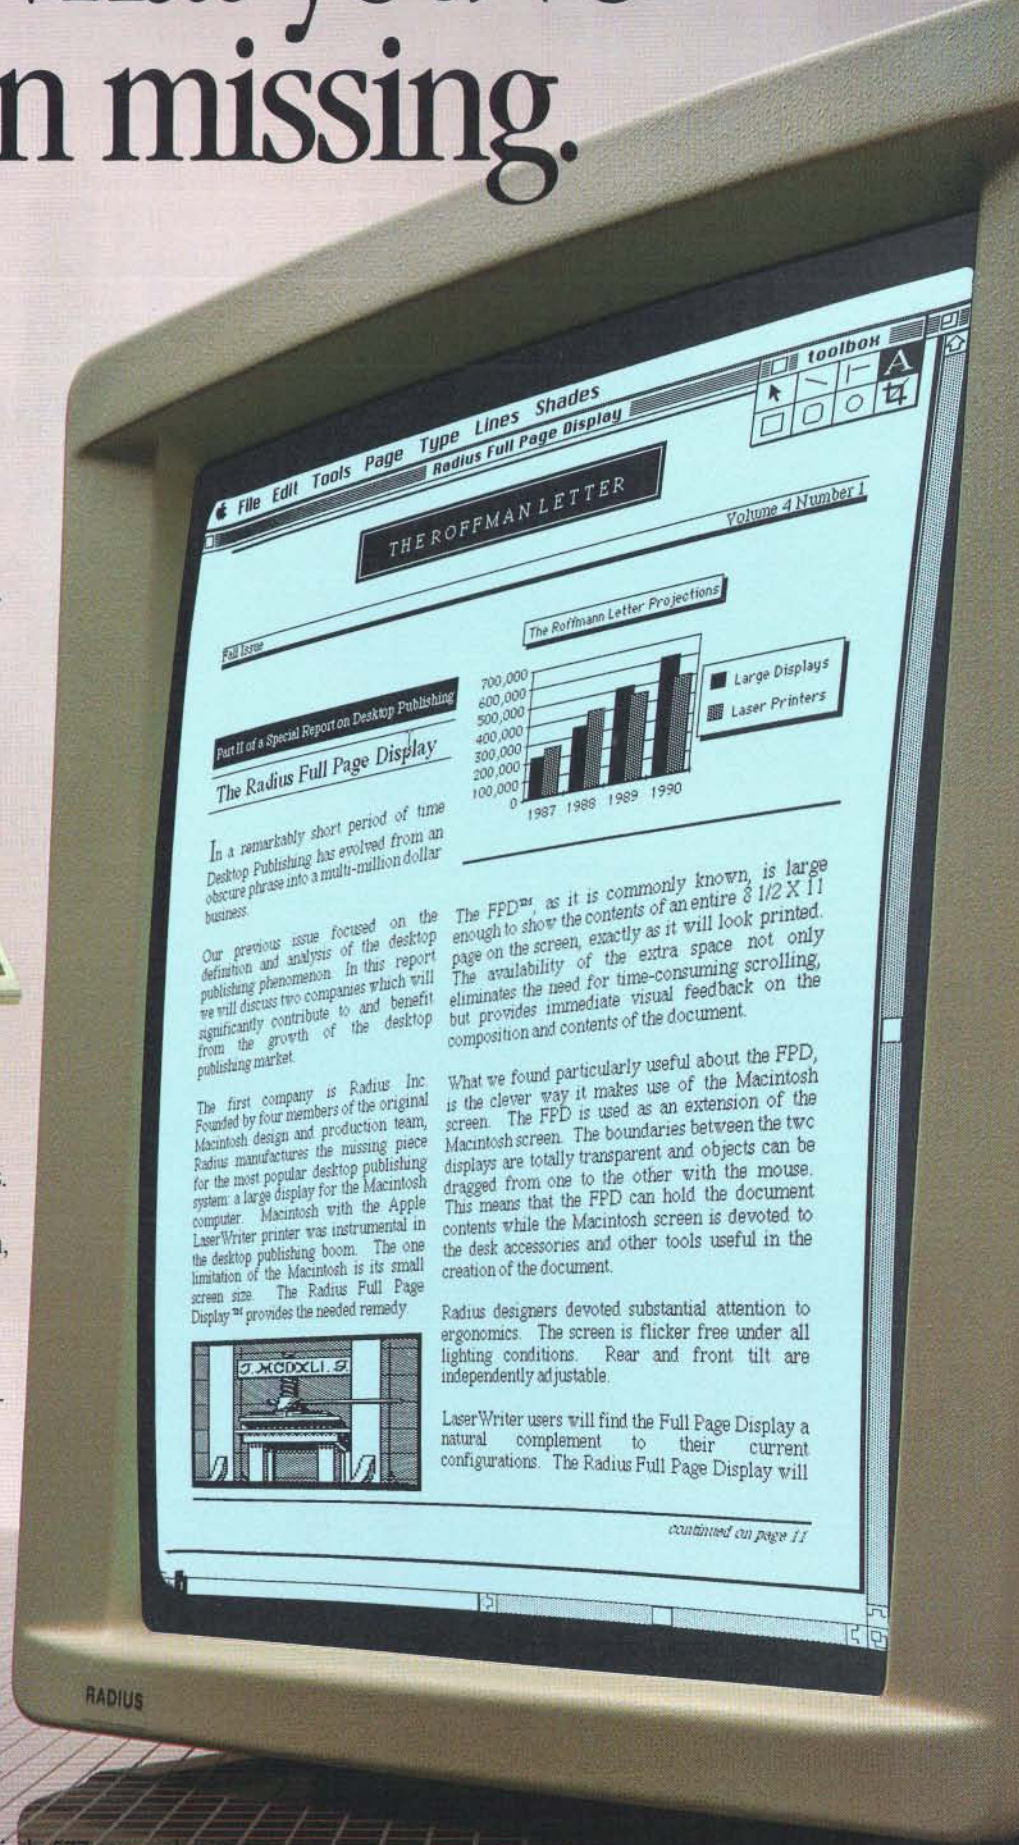 missing.
File Edit Tools Page Type Lines Shades
Radius Full Page Display
toolbox
A
THE ROFFMAN LETTER
Volume 4 Number 1
Fall Issue
Part II of a Special Report on Desktop Publishing
The Radius Full Page Display
In a remarkably short period of time
Desktop Publishing has evolved from an
obscure phrase into a multi-million dollar
business.
Our previous issue focused on the
definition and analysis of the desktop
publishing phenomenon. In this report
we will discuss two companies which will
significantly contribute to and benefit
from the growth of the desktop
publishing market.
The first company is Radius Inc.
Founded by four members of the original
Macintosh design and production team,
Radius manufactures the missing piece
for the most popular desktop publishing
system: a large display for the Macintosh
computer. Macintosh with the Apple
LaserWriter printer was instrumental in
the desktop publishing boom. The one
limitation of the Macintosh is its small
screen size. The Radius Full Page
Display™ provides the needed remedy.
J. MCDXLI. G.
The Roffmann Letter Projections
700,000
600,000
500,000
400,000
300,000
200,000
100,000
0
1987 1988 1989 1990
Large Displays
Laser Printers
The FPD™, as it is commonly known, is large
enough to show the contents of an entire 8 1/2 X 11
page on the screen, exactly as it will look printed.
The availability of the extra space not only
eliminates the need for time-consuming scrolling,
but provides immediate visual feedback on the
composition and contents of the document.
What we found particularly useful about the FPD,
is the clever way it makes use of the Macintosh
screen. The FPD is used as an extension of the
Macintosh screen. The boundaries between the two
displays are totally transparent and objects can be
dragged from one to the other with the mouse.
This means that the FPD can hold the document
contents while the Macintosh screen is devoted to
the desk accessories and other tools useful in the
creation of the document.
Radius designers devoted substantial attention to
ergonomics. The screen is flicker free under all
lighting conditions. Rear and front tilt are
independently adjustable.
LaserWriter users will find the Full Page Display a
natural complement to their current
configurations. The Radius Full Page Display will
continued on page 11
RADIUS